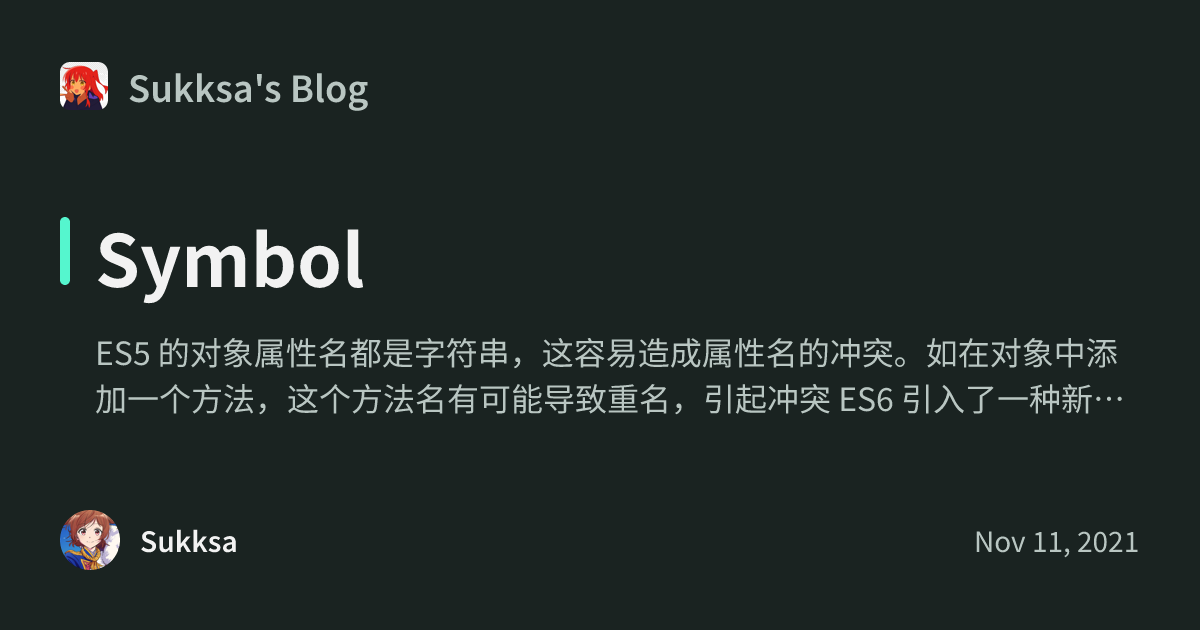 Sukksa's Blog
Symbol
ES5 的对象属性名都是字符串，这容易造成属性名的冲突。如在对象中添
加一个方法，这个方法名有可能导致重名，引起冲突 ES6 引入了一种新…
Sukksa
Nov 11, 2021